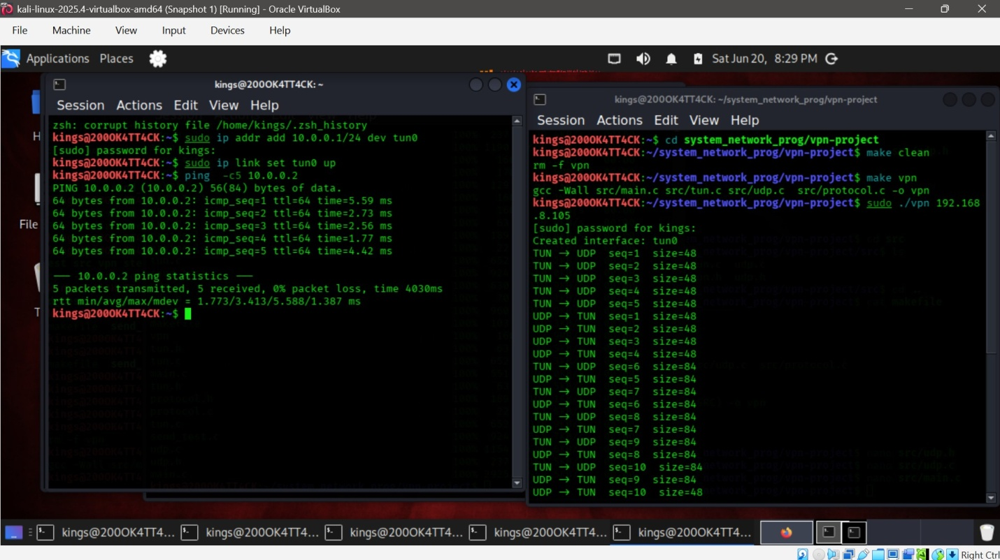 kali-linux-2025.4-virtualbox-amd64 (Snapshot 1) [Running] - Oracle VirtualBox
File Machine View Input Devices Help
Applications Places Sat Jun 20, 8:29 PM
kings@200OK4TT4CK: ~
Session Actions Edit View Help
zsh: corrupt history file /home/kings/.zsh_history
kings@200OK4TT4CK:~$ sudo ip addr add 10.0.0.1/24 dev tun0
[sudo] password for kings:
kings@200OK4TT4CK:~$ sudo ip link set tun0 up
kings@200OK4TT4CK:~$ ping -c5 10.0.0.2
PING 10.0.0.2 (10.0.0.2) 56(84) bytes of data.
64 bytes from 10.0.0.2: icmp_seq=1 ttl=64 time=5.59 ms
64 bytes from 10.0.0.2: icmp_seq=2 ttl=64 time=2.73 ms
64 bytes from 10.0.0.2: icmp_seq=3 ttl=64 time=2.56 ms
64 bytes from 10.0.0.2: icmp_seq=4 ttl=64 time=1.77 ms
64 bytes from 10.0.0.2: icmp_seq=5 ttl=64 time=4.42 ms
── 10.0.0.2 ping statistics ──
5 packets transmitted, 5 received, 0% packet loss, time 4030ms
rtt min/avg/max/mdev = 1.773/3.413/5.588/1.387 ms
kings@200OK4TT4CK:~$
kings@200OK4TT4CK: ~/system_network_prog/vpn-project
Session Actions Edit View Help
kings@200OK4TT4CK:~$ cd system_network_prog/vpn-project
kings@200OK4TT4CK:~/system_network_prog/vpn-project$ make clean
rm -f vpn
kings@200OK4TT4CK:~/system_network_prog/vpn-project$ make vpn
gcc -Wall src/main.c src/tun.c src/udp.c src/protocol.c -o vpn
kings@200OK4TT4CK:~/system_network_prog/vpn-project$ sudo ./vpn 192.168
.8.105
[sudo] password for kings:
Created interface: tun0
TUN → UDP seq=1 size=48
TUN → UDP seq=2 size=48
TUN → UDP seq=3 size=48
TUN → UDP seq=4 size=48
TUN → UDP seq=5 size=48
UDP → TUN seq=1 size=48
UDP → TUN seq=2 size=48
UDP → TUN seq=3 size=48
UDP → TUN seq=4 size=48
TUN → UDP seq=6 size=84
UDP → TUN seq=5 size=84
TUN → UDP seq=7 size=84
UDP → TUN seq=6 size=84
TUN → UDP seq=8 size=84
UDP → TUN seq=7 size=84
TUN → UDP seq=9 size=84
UDP → TUN seq=8 size=84
TUN → UDP seq=10 size=84
UDP → TUN seq=9 size=84
UDP → TUN seq=10 size=48
File
kings@200OK4TT4... kings@200OK4TT4... kings@200OK4TT4... kings@200OK4TT4... kings@200OK4TT4...
Right Ctrl